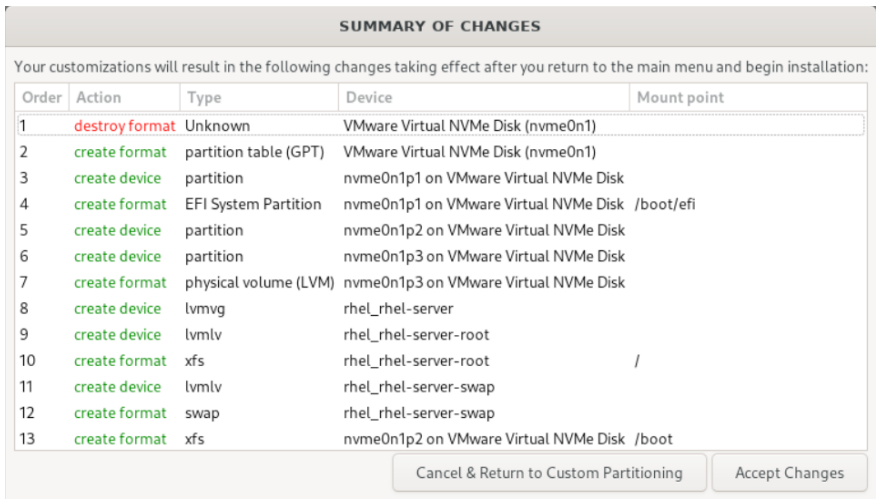 SUMMARY OF CHANGES
Your customizations will result in the following changes taking effect after you return to the main menu and begin installation:
Order Action Type Device Mount point
1 destroy format Unknown VMware Virtual NVMe Disk (nvme0n1)
2 create format partition table (GPT) VMware Virtual NVMe Disk (nvme0n1)
3 create device partition nvme0n1p1 on VMware Virtual NVMe Disk
4 create format EFI System Partition nvme0n1p1 on VMware Virtual NVMe Disk /boot/efi
5 create device partition nvme0n1p2 on VMware Virtual NVMe Disk
6 create device partition nvme0n1p3 on VMware Virtual NVMe Disk
7 create format physical volume (LVM) nvme0n1p3 on VMware Virtual NVMe Disk
8 create device lvmvg rhel_rhel-server
9 create device lvmlv rhel_rhel-server-root
10 create format xfs rhel_rhel-server-root /
11 create device lvmlv rhel_rhel-server-swap
12 create format swap rhel_rhel-server-swap
13 create format xfs nvme0n1p2 on VMware Virtual NVMe Disk /boot
Cancel & Return to Custom Partitioning Accept Changes